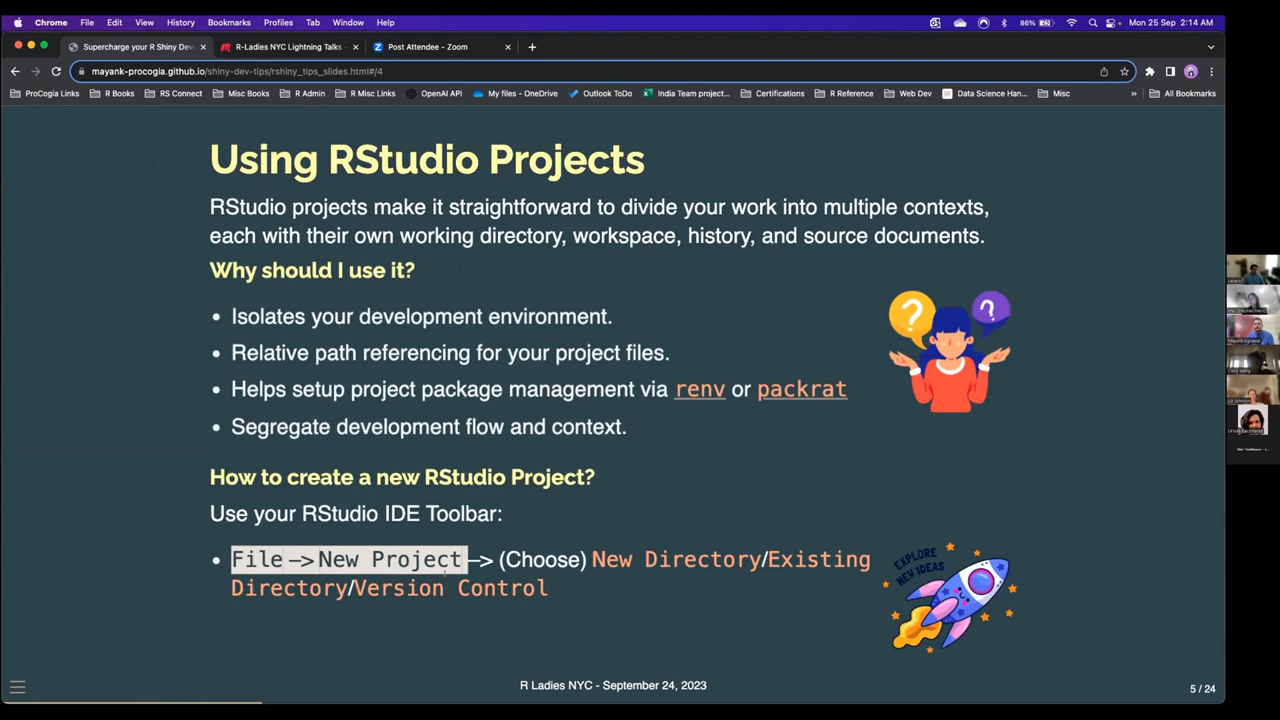 Chrome File Edit View History Bookmarks Profiles Tab Window Help 86% Mon 25 Sep 2:14 AM
Supercharge your R Shiny Dev R-Ladies NYC Lightning Talks - Post Attendee - Zoom
mayank-procogia.github.io/shiny-dev-tips/rshiny_tips_slides.html#/4
ProCogia Links R Books RS Connect Misc Books R Admin R Misc Links OpenAI API My files - OneDrive Outlook ToDo India Team project... Certifications R Reference Web Dev Data Science Han... Misc » All Bookmarks
Using RStudio Projects
RStudio projects make it straightforward to divide your work into multiple contexts,
each with their own working directory, workspace, history, and source documents.
Why should I use it?
• Isolates your development environment.
• Relative path referencing for your project files.
• Helps setup project package management via renv or packrat
• Segregate development flow and context.
? ?
How to create a new RStudio Project?
Use your RStudio IDE Toolbar:
• File —> New Project —> (Choose) New Directory/Existing
Directory/Version Control
EXPLORE
NEW IDEAS
R Ladies NYC - September 24, 2023
5 / 24
Mayank Agrawal